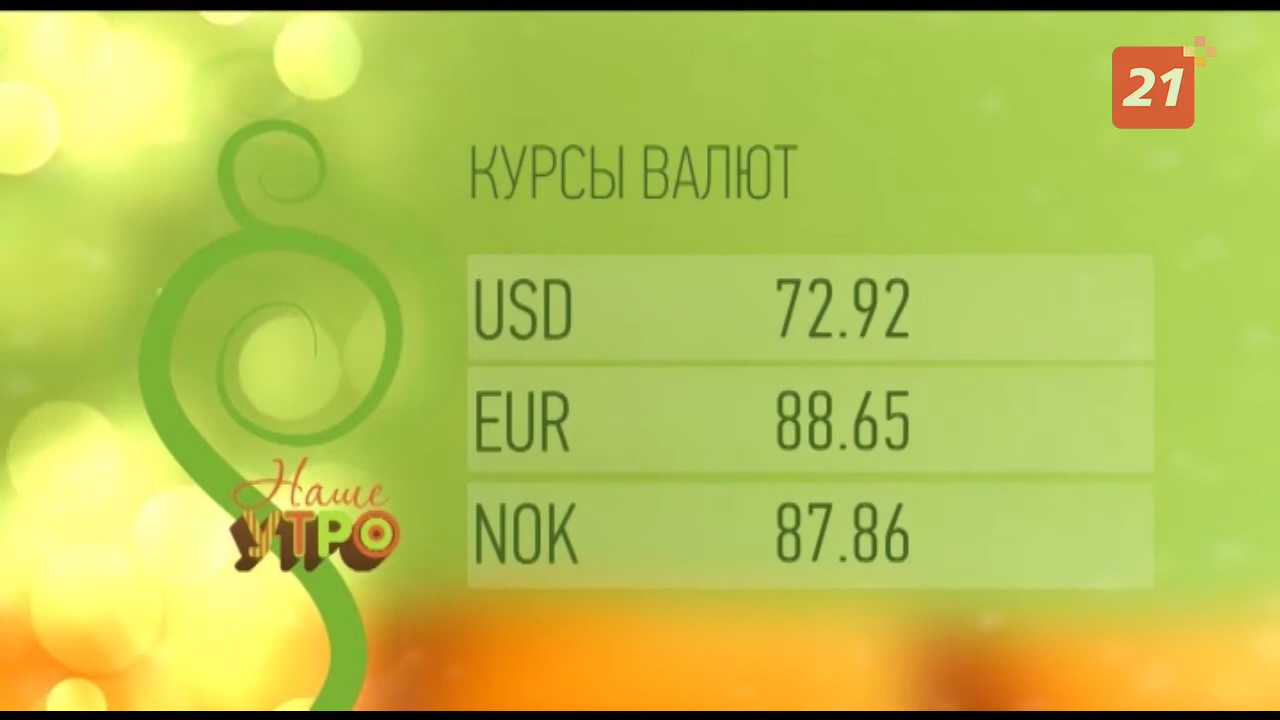 21
КУРСЫ ВАЛЮТ
USD 72.92
EUR 88.65
NOK 87.86
Наше
УТРО